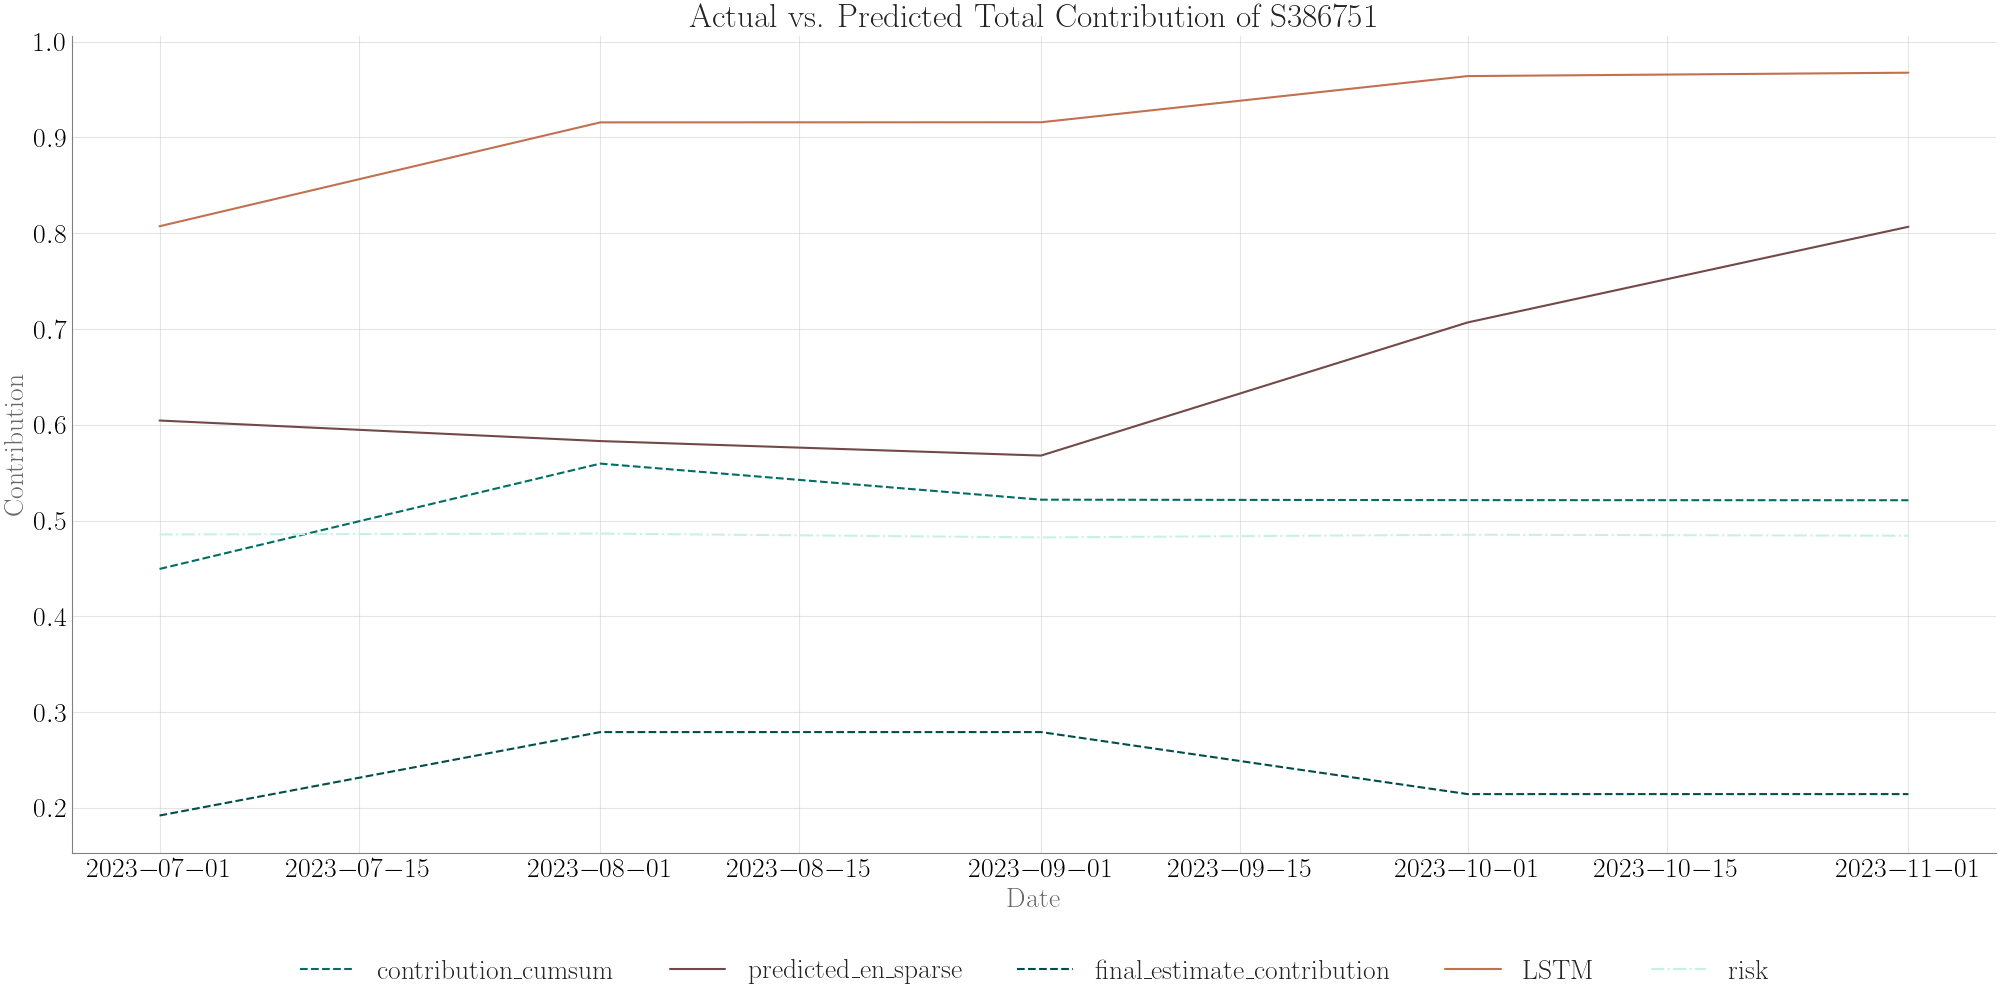 Actual vs. Predicted Total Contribution of S386751
1.0
0.9
0.8
0.7
0.6
0.5
0.4
0.3
0.2
Contribution
2023−07−01 2023−07−15 2023−08−01 2023−08−15 2023−09−01 2023−09−15 2023−10−01 2023−10−15 2023−11−01
Date
contribution_cumsum predicted_en_sparse final_estimate_contribution LSTM risk